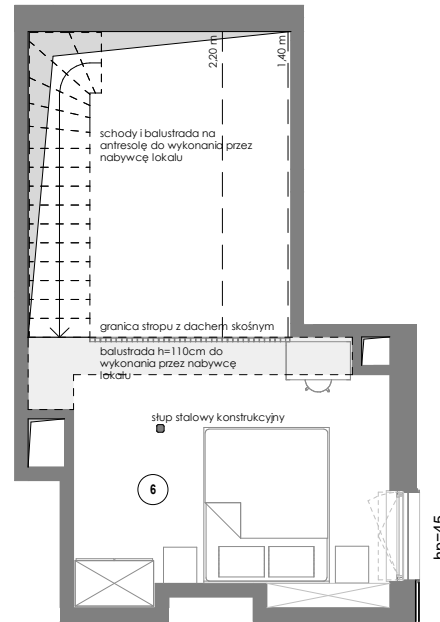 2,20 m
1,40 m
schody i balustrada na
antresolę do wykonania przez
nabywcę lokalu
granica stropu z dachem skośnym
balustrada h=110cm do
wykonania przez nabywcę
lokalu
słup stalowy konstrukcyjny
6
hp=45